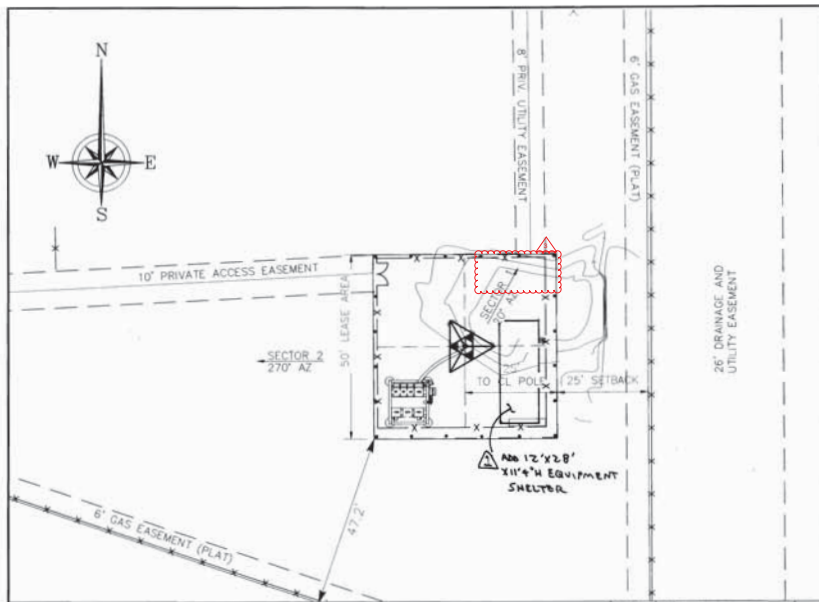 N
W E
S
8' PRIV. UTILITY EASEMENT
6' GAS EASEMENT (PLAT)
10' PRIVATE ACCESS EASEMENT
50' LEASE AREA
SECTOR 1
SECTOR 2
270° AZ
26' DRAINAGE AND
UTILITY EASEMENT
TO CL POLE
25' SETBACK
ADD 12'X28'
X11'4"H EQUIPMENT
SHELTER
47.2'
6' GAS EASEMENT (PLAT)